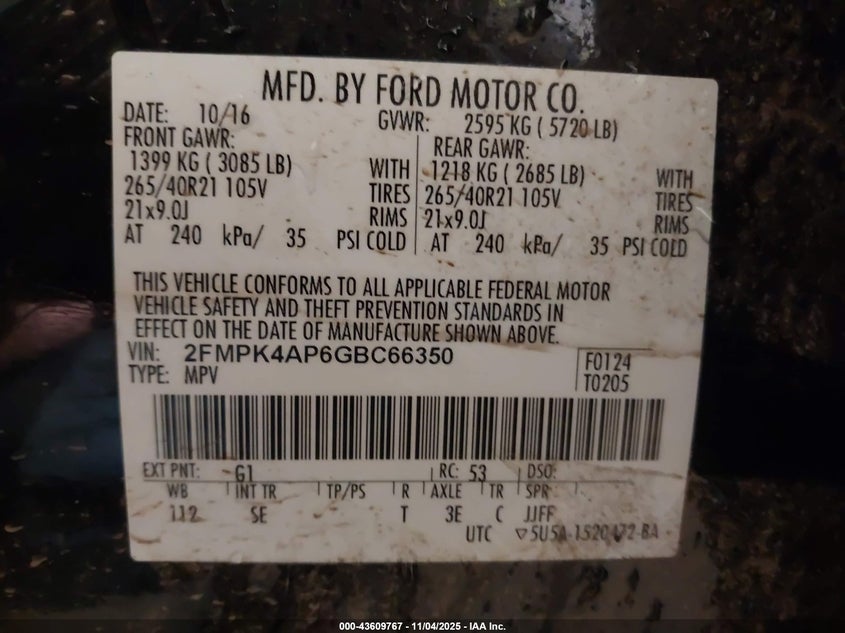 MFD. BY FORD MOTOR CO.
DATE: 10/16 GVWR: 2595 KG ( 5720 LB)
FRONT GAWR: REAR GAWR:
1399 KG ( 3085 LB) WITH 1218 KG ( 2685 LB) WITH
265/40R21 105V TIRES 265/40R21 105V TIRES
21x9.0J RIMS 21x9.0J RIMS
AT 240 kPa/ 35 PSI COLD AT 240 kPa/ 35 PSI COLD
THIS VEHICLE CONFORMS TO ALL APPLICABLE FEDERAL MOTOR
VEHICLE SAFETY AND THEFT PREVENTION STANDARDS IN
EFFECT ON THE DATE OF MANUFACTURE SHOWN ABOVE.
VIN: 2FMPK4AP6GBC66350 F0124
TYPE: MPV T0205
EXT PNT: G1 RC: 53 DSO:
WB INT TR TP/PS R AXLE TR SPR
112 SE T 3E C JJFF
UTC ▽5U5A-1520472-BA
000-43609767 - 11/04/2025 - IAA Inc.